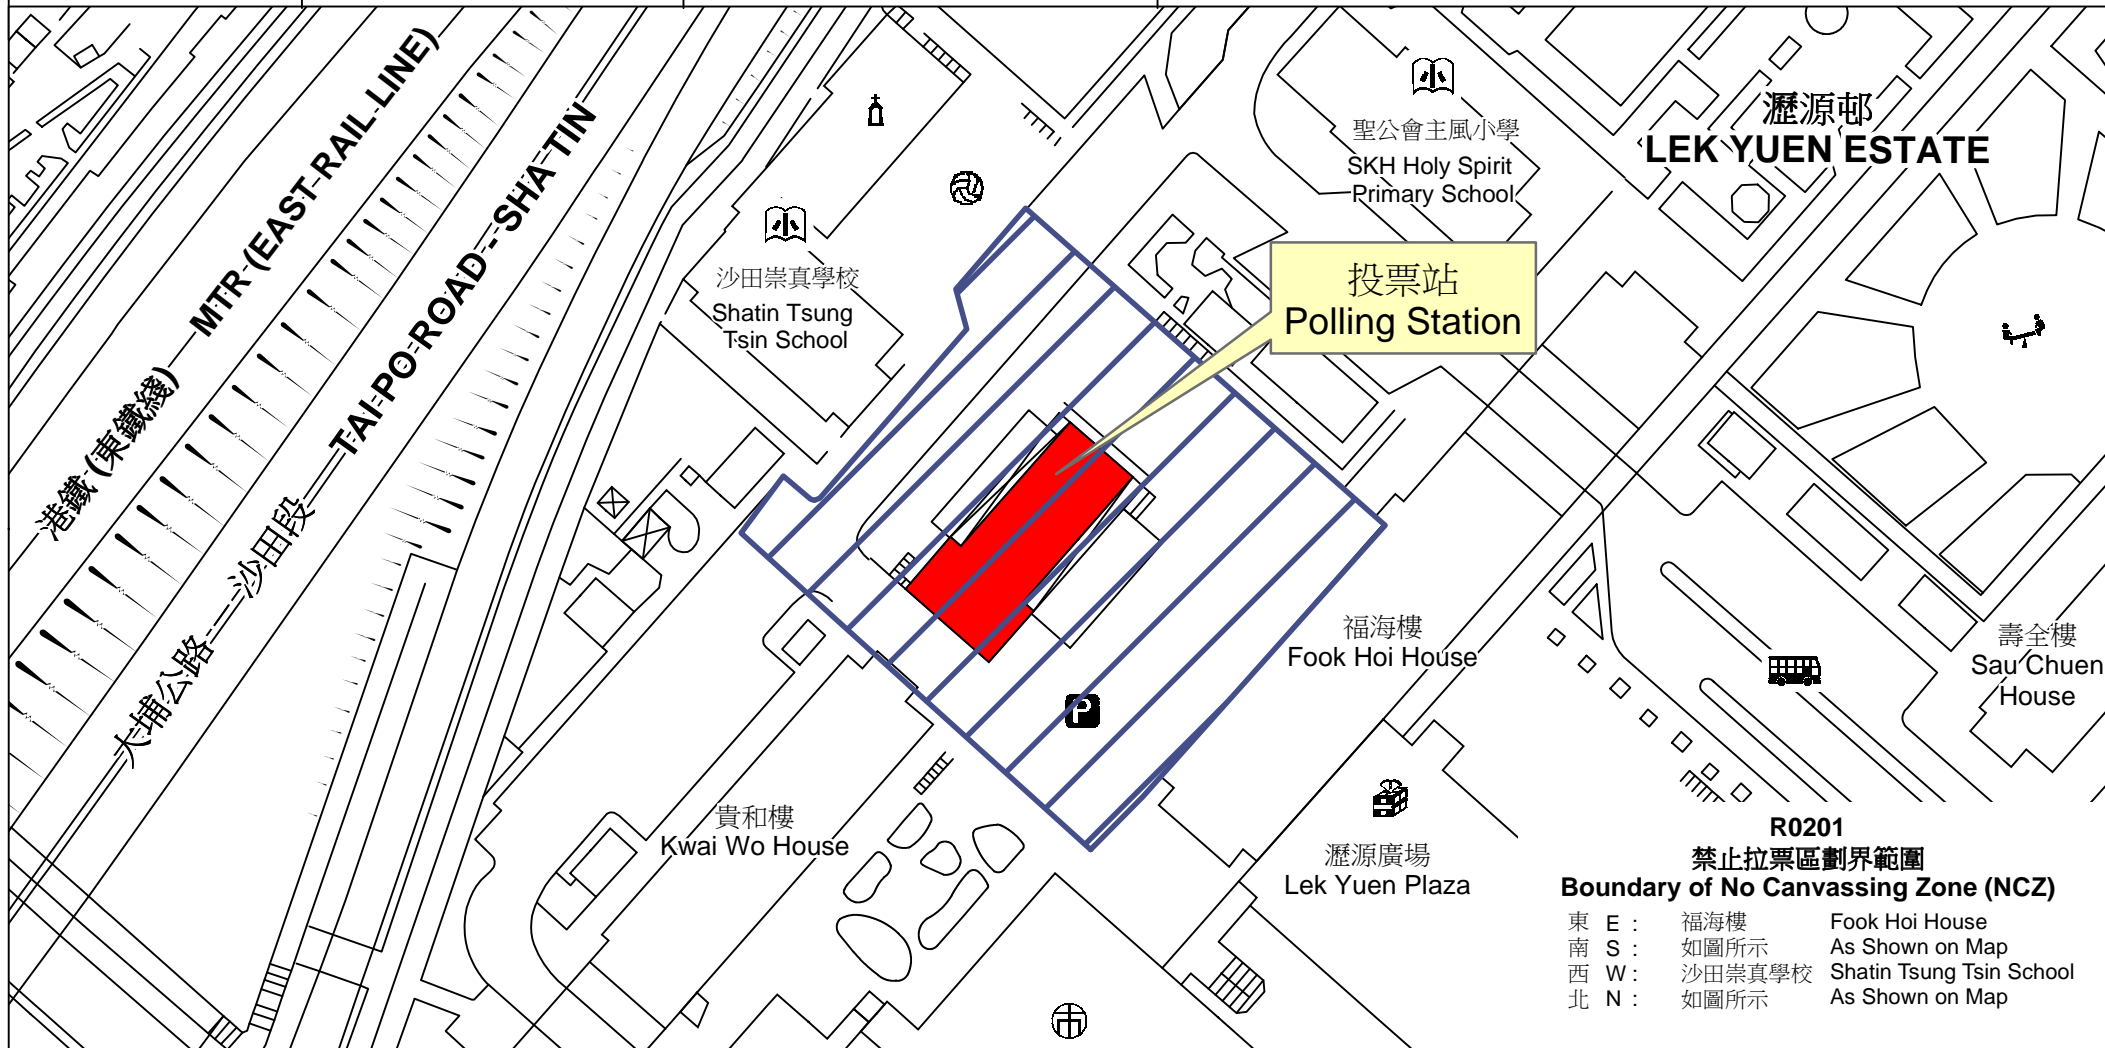 瀝源邨
LEK YUEN ESTATE
聖公會主風小學
SKH Holy Spirit
Primary School
MTR (EAST RAIL LINE)
港鐵 (東鐵綫)
TAI PO ROAD - SHA TIN
大埔公路 — 沙田段
沙田崇真學校
Shatin Tsung
Tsin School
投票站
Polling Station
福海樓
Fook Hoi House
壽全樓
Sau Chuen
House
P
貴和樓
Kwai Wo House
瀝源廣場
Lek Yuen Plaza
R0201
禁止拉票區劃界範圍
Boundary of No Canvassing Zone (NCZ)
東 E : 福海樓 Fook Hoi House
南 S : 如圖所示 As Shown on Map
西 W : 沙田崇真學校 Shatin Tsung Tsin School
北 N : 如圖所示 As Shown on Map